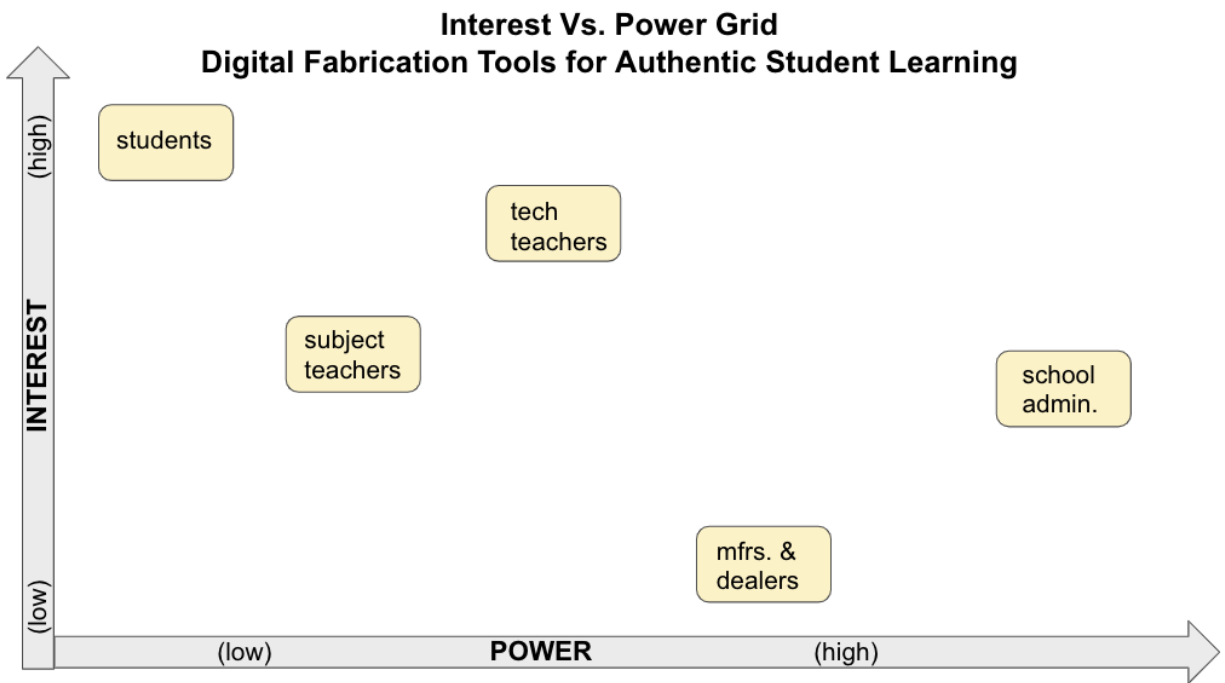 Interest Vs. Power Grid
Digital Fabrication Tools for Authentic Student Learning
(high)
students
tech
teachers
INTEREST
subject
teachers
school
admin.
mfrs. &
dealers
(low)
(low)
POWER
(high)